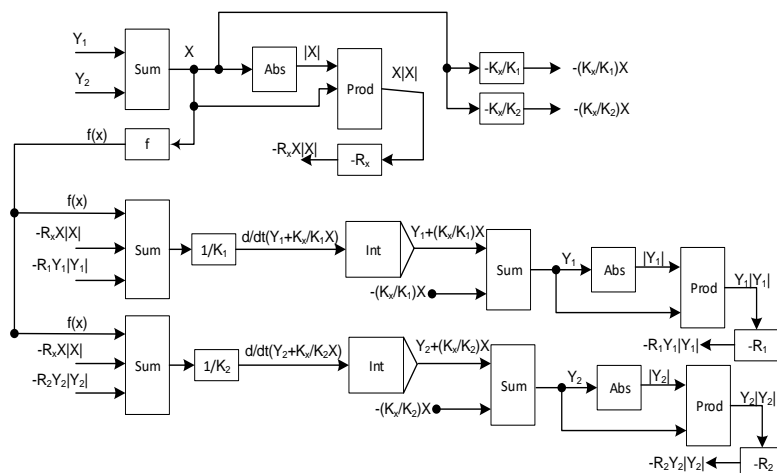 Y₁
Y₂
Sum
X
Abs
|X|
Prod
X|X|
-Kₓ/K₁
-(Kₓ/K₁)X
-Kₓ/K₂
-(Kₓ/K₂)X
f(x)
f
-RₓX|X|
-Rₓ
f(x)
-RₓX|X|
-R₁Y₁|Y₁|
Sum
1/K₁
d/dt(Y₁+Kₓ/K₁X)
Int
Y₁+(Kₓ/K₁)X
-(Kₓ/K₁)X
Sum
Y₁
Abs
|Y₁|
Prod
Y₁|Y₁|
-R₁Y₁|Y₁|
-R₁
f(x)
-RₓX|X|
-R₂Y₂|Y₂|
Sum
1/K₂
d/dt(Y₂+Kₓ/K₂X)
Int
Y₂+(Kₓ/K₂)X
-(Kₓ/K₂)X
Sum
Y₂
Abs
|Y₂|
Prod
Y₂|Y₂|
-R₂Y₂|Y₂|
-R₂